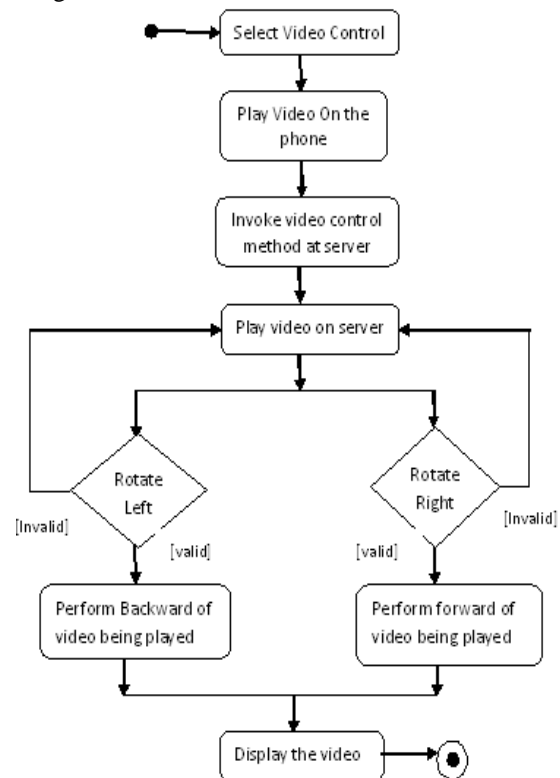 Select Video Control
Play Video On the
phone
Invoke video control
method at server
Play video on server
Rotate
Left
Rotate
Right
[Invalid]
[valid]
[valid]
[Invalid]
Perform Backward of
video being played
Perform forward of
video being played
Display the video